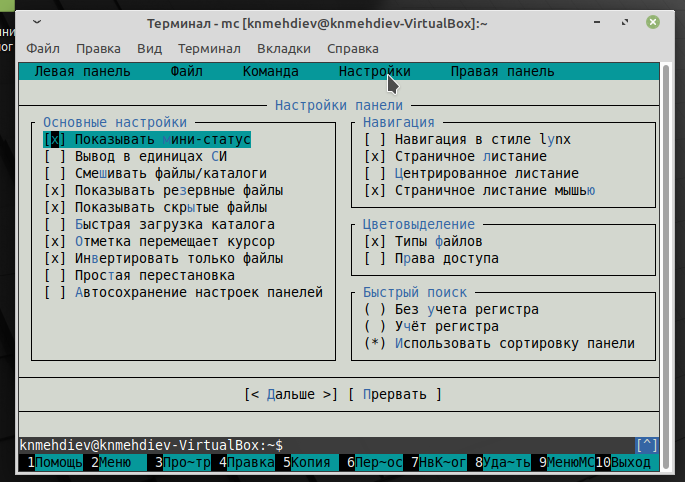 Терминал - mc [knmehdiev@knmehdiev-VirtualBox]:~
Файл Правка Вид Терминал Вкладки Справка
Левая панель Файл Команда Настройки Правая панель
Настройки панели
Основные настройки
[x] Показывать мини-статус
[ ] Вывод в единицах СИ
[ ] Смешивать файлы/каталоги
[x] Показывать резервные файлы
[x] Показывать скрытые файлы
[ ] Быстрая загрузка каталога
[x] Отметка перемещает курсор
[x] Инвертировать только файлы
[ ] Простая перестановка
[ ] Автосохранение настроек панелей
Навигация
[ ] Навигация в стиле lynx
[x] Страничное листание
[ ] Центрированное листание
[x] Страничное листание мышью
Цветовыделение
[x] Типы файлов
[ ] Права доступа
Быстрый поиск
( ) Без учета регистра
( ) Учёт регистра
(*) Использовать сортировку панели
[< Дальше >] [ Прервать ]
knmehdiev@knmehdiev-VirtualBox:~$ [^]
1Помощь 2Меню 3Про~тр 4Правка 5Копия 6Пер~ос 7НвК~ог 8Уда~ть 9МенюMC 10Выход